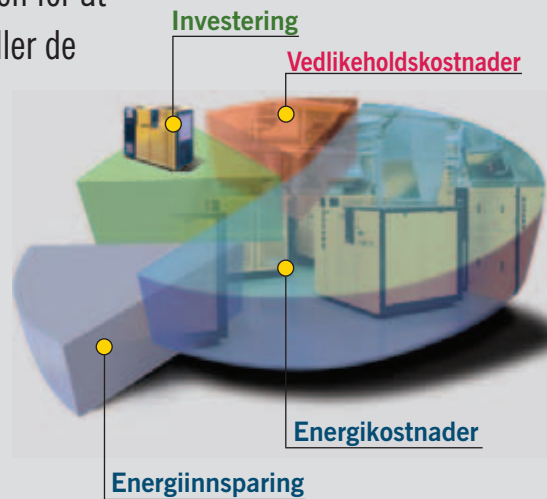 on for at
ller de
Investering
Vedlikeholdskostnader
Energikostnader
Energiinnsparing